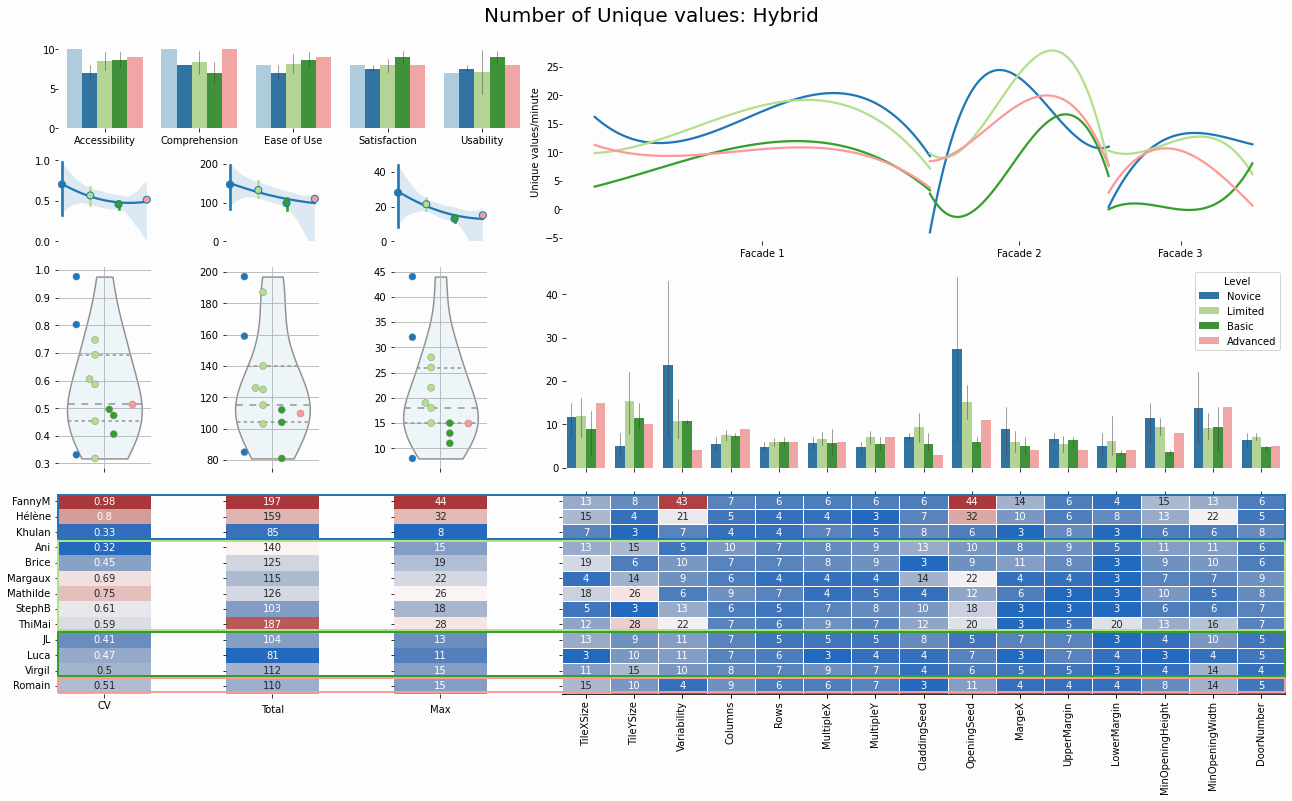 Number of Unique values: Hybrid
10
5
0
Accessibility Comprehension Ease of Use Satisfaction Usability
Unique values/minute
25
20
15
10
5
0
−5
Facade 1 Facade 2 Facade 3
1.0
0.5
0.0
200
100
0
40
20
0
1.0
0.9
0.8
0.7
0.6
0.5
0.4
0.3
200
180
160
140
120
100
80
45
40
35
30
25
20
15
10
40
30
20
10
0
Level
Novice
Limited
Basic
Advanced
FannyM 0.98 197 44 13 8 43 7 6 6 6 6 44 14 6 4 15 13 6
Hélène 0.8 159 32 15 4 21 5 4 4 3 7 32 10 6 8 13 22 5
Khulan 0.33 85 8 7 3 7 4 4 7 5 8 6 3 8 3 6 6 8
Ani 0.32 140 15 13 15 5 10 7 8 9 13 10 8 9 5 11 11 6
Brice 0.45 125 19 19 6 10 7 7 8 9 3 9 11 8 3 9 10 6
Margaux 0.69 115 22 4 14 9 6 4 4 4 14 22 4 4 3 7 7 9
Mathilde 0.75 126 26 18 26 6 9 7 4 5 4 12 6 3 3 10 5 8
StephB 0.61 103 18 5 3 13 6 5 7 8 10 18 3 3 3 6 6 7
ThiMai 0.59 187 28 12 28 22 7 6 9 7 12 20 3 5 20 13 16 7
JL 0.41 104 13 13 9 11 7 5 5 5 8 5 7 7 3 4 10 5
Luca 0.47 81 11 3 10 11 7 6 3 4 4 7 3 7 4 3 4 5
Virgil 0.5 112 15 11 15 10 8 7 9 7 4 6 5 5 3 4 14 4
Romain 0.51 110 15 15 10 4 9 6 6 7 3 11 4 4 4 8 14 5
CV Total Max
TileXSize
TileYSize
Variability
Columns
Rows
MultipleX
MultipleY
CladdingSeed
OpeningSeed
MargeX
UpperMargin
LowerMargin
MinOpeningHeight
MinOpeningWidth
DoorNumber